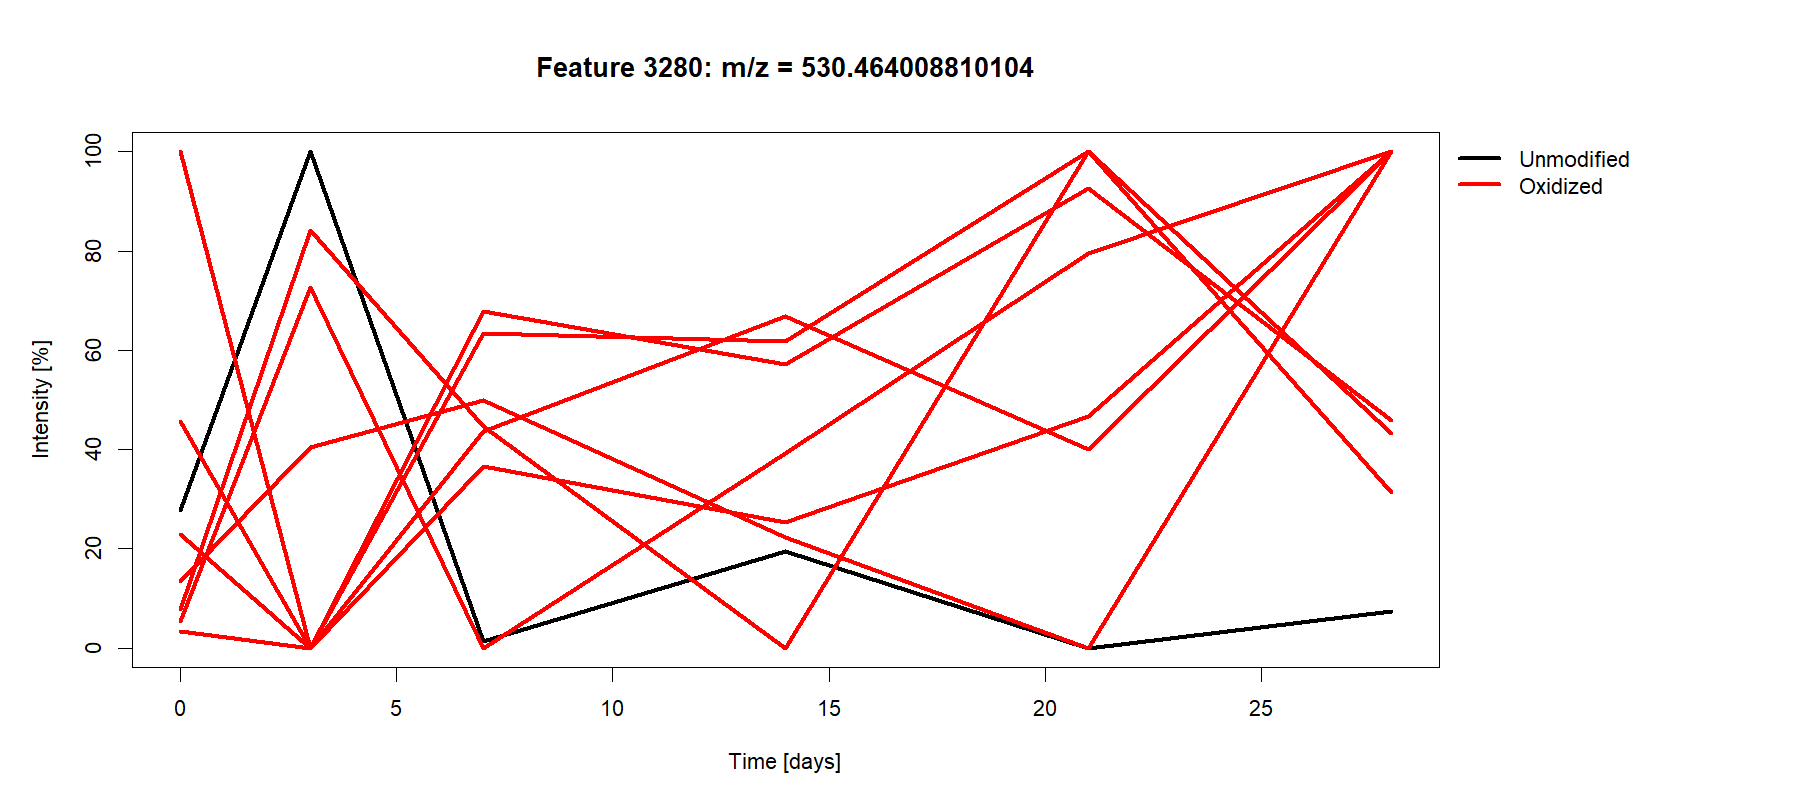 Feature 3280: m/z = 530.464008810104
100
80
60
40
20
0
Intensity [%]
0 5 10 15 20 25
Time [days]
Unmodified
Oxidized